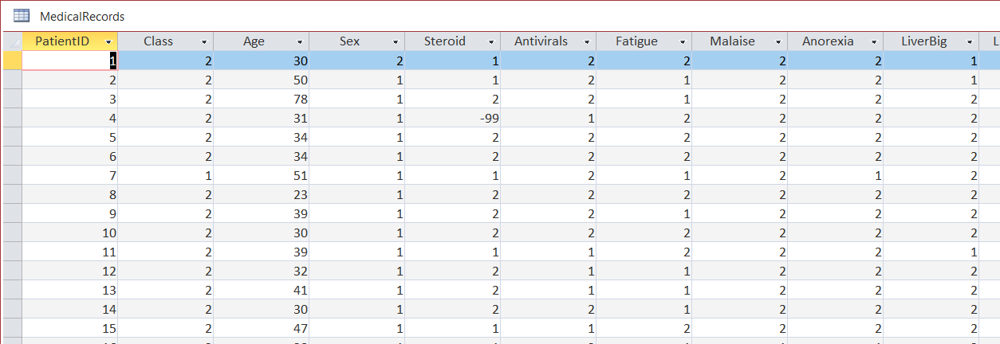 MedicalRecords
PatientID Class Age Sex Steroid Antivirals Fatigue Malaise Anorexia LiverBig L
1 2 30 2 1 2 2 2 2 1
2 2 50 1 1 2 1 2 2 1
3 2 78 1 2 2 1 2 2 2
4 2 31 1 -99 1 2 2 2 2
5 2 34 1 2 2 2 2 2 2
6 2 34 1 2 2 2 2 2 2
7 1 51 1 1 2 1 2 1 2
8 2 23 1 2 2 2 2 2 2
9 2 39 1 2 2 1 2 2 2
10 2 30 1 2 2 2 2 2 2
11 2 39 1 1 1 2 2 2 1
12 2 32 1 2 1 1 2 2 2
13 2 41 1 2 1 1 2 2 2
14 2 30 1 2 2 1 2 2 2
15 2 47 1 1 1 2 2 2 2